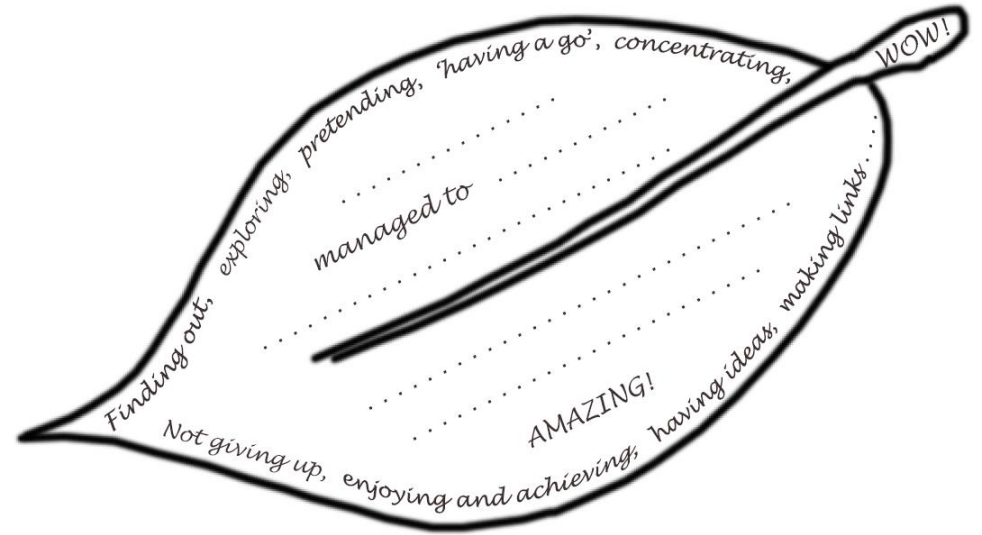 WOW!
Finding out, exploring, pretending, 'having a go', concentrating,
. . . . . . . . . . . . . . . . .
managed to . . . . . . . . . . . . .
. . . . . . . . . . . . . . . . . . . . . . . . . . . . . .
. . . . . . . . . . . . . . . . . . . . . . . . . . . . . .
. . . . . . . . . . . . . . . . . . . . . . . . .
AMAZING!
Not giving up, enjoying and achieving, having ideas, making links. . . . .